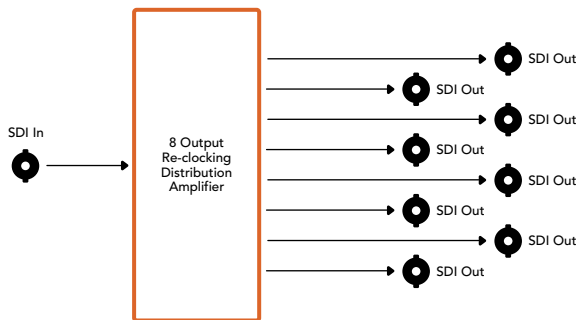 SDI In
8 Output
Re-clocking
Distribution
Amplifier
SDI Out
SDI Out
SDI Out
SDI Out
SDI Out
SDI Out
SDI Out
SDI Out